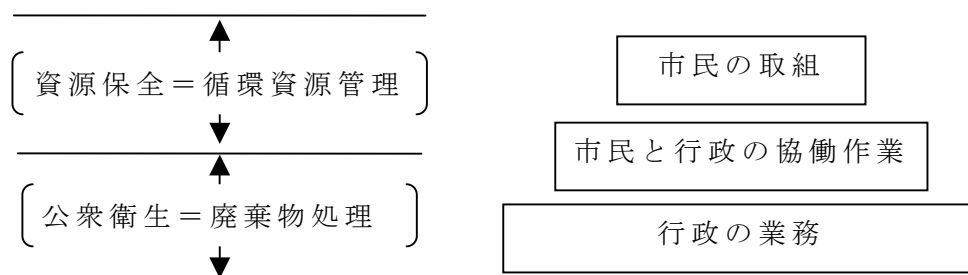 資源保全＝循環資源管理
公衆衛生＝廃棄物処理
市民の取組
市民と行政の協働作業
行政の業務